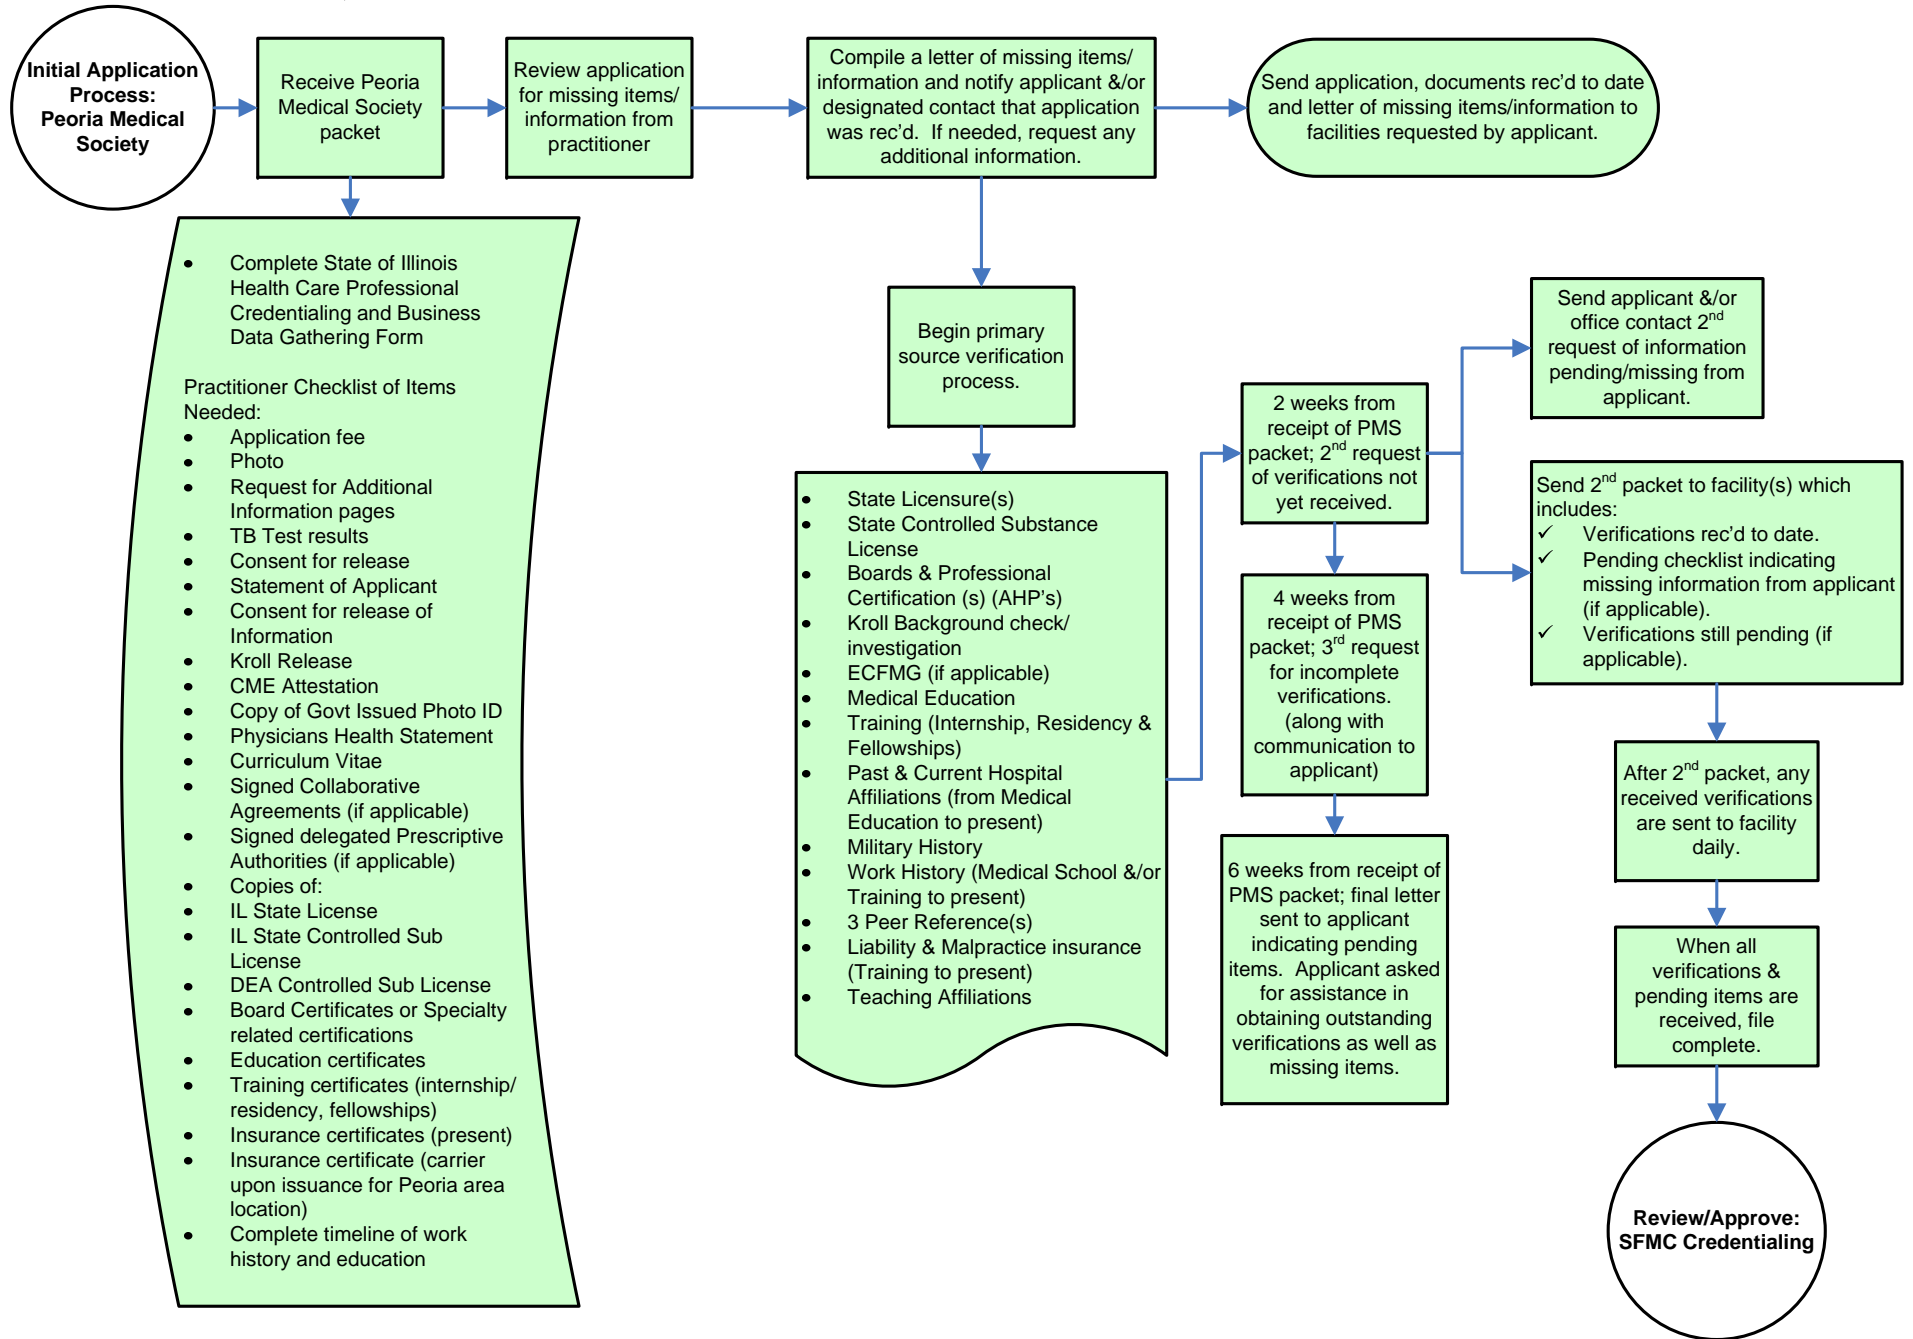 Initial Application
Process:
Peoria Medical
Society
Receive Peoria
Medical Society
packet
Review application
for missing items/
information from
practitioner
Compile a letter of missing items/
information and notify applicant &/or
designated contact that application
was rec'd.  If needed, request any
additional information.
Send application, documents rec'd to date
and letter of missing items/information to
facilities requested by applicant.
• Complete State of Illinois
Health Care Professional
Credentialing and Business
Data Gathering Form
Practitioner Checklist of Items
Needed:
• Application fee
• Photo
• Request for Additional
Information pages
• TB Test results
• Consent for release
• Statement of Applicant
• Consent for release of
Information
• Kroll Release
• CME Attestation
• Copy of Govt Issued Photo ID
• Physicians Health Statement
• Curriculum Vitae
• Signed Collaborative
Agreements (if applicable)
• Signed delegated Prescriptive
Authorities (if applicable)
• Copies of:
• IL State License
• IL State Controlled Sub
License
• DEA Controlled Sub License
• Board Certificates or Specialty
related certifications
• Education certificates
• Training certificates (internship/
residency, fellowships)
• Insurance certificates (present)
• Insurance certificate (carrier
upon issuance for Peoria area
location)
• Complete timeline of work
history and education
Begin primary
source verification
process.
• State Licensure(s)
• State Controlled Substance
License
• Boards & Professional
Certification (s) (AHP's)
• Kroll Background check/
investigation
• ECFMG (if applicable)
• Medical Education
• Training (Internship, Residency &
Fellowships)
• Past & Current Hospital
Affiliations (from Medical
Education to present)
• Military History
• Work History (Medical School &/or
Training to present)
• 3 Peer Reference(s)
• Liability & Malpractice insurance
(Training to present)
• Teaching Affiliations
2 weeks from
receipt of PMS
packet; 2nd request
of verifications not
yet received.
4 weeks from
receipt of PMS
packet; 3rd request
for incomplete
verifications.
(along with
communication to
applicant)
6 weeks from receipt of
PMS packet; final letter
sent to applicant
indicating pending
items.  Applicant asked
for assistance in
obtaining outstanding
verifications as well as
missing items.
Send applicant &/or
office contact 2nd
request of information
pending/missing from
applicant.
Send 2nd packet to facility(s) which
includes:
✓ Verifications rec'd to date.
✓ Pending checklist indicating
missing information from applicant
(if applicable).
✓ Verifications still pending (if
applicable).
After 2nd packet, any
received verifications
are sent to facility
daily.
When all
verifications &
pending items are
received, file
complete.
Review/Approve:
SFMC Credentialing